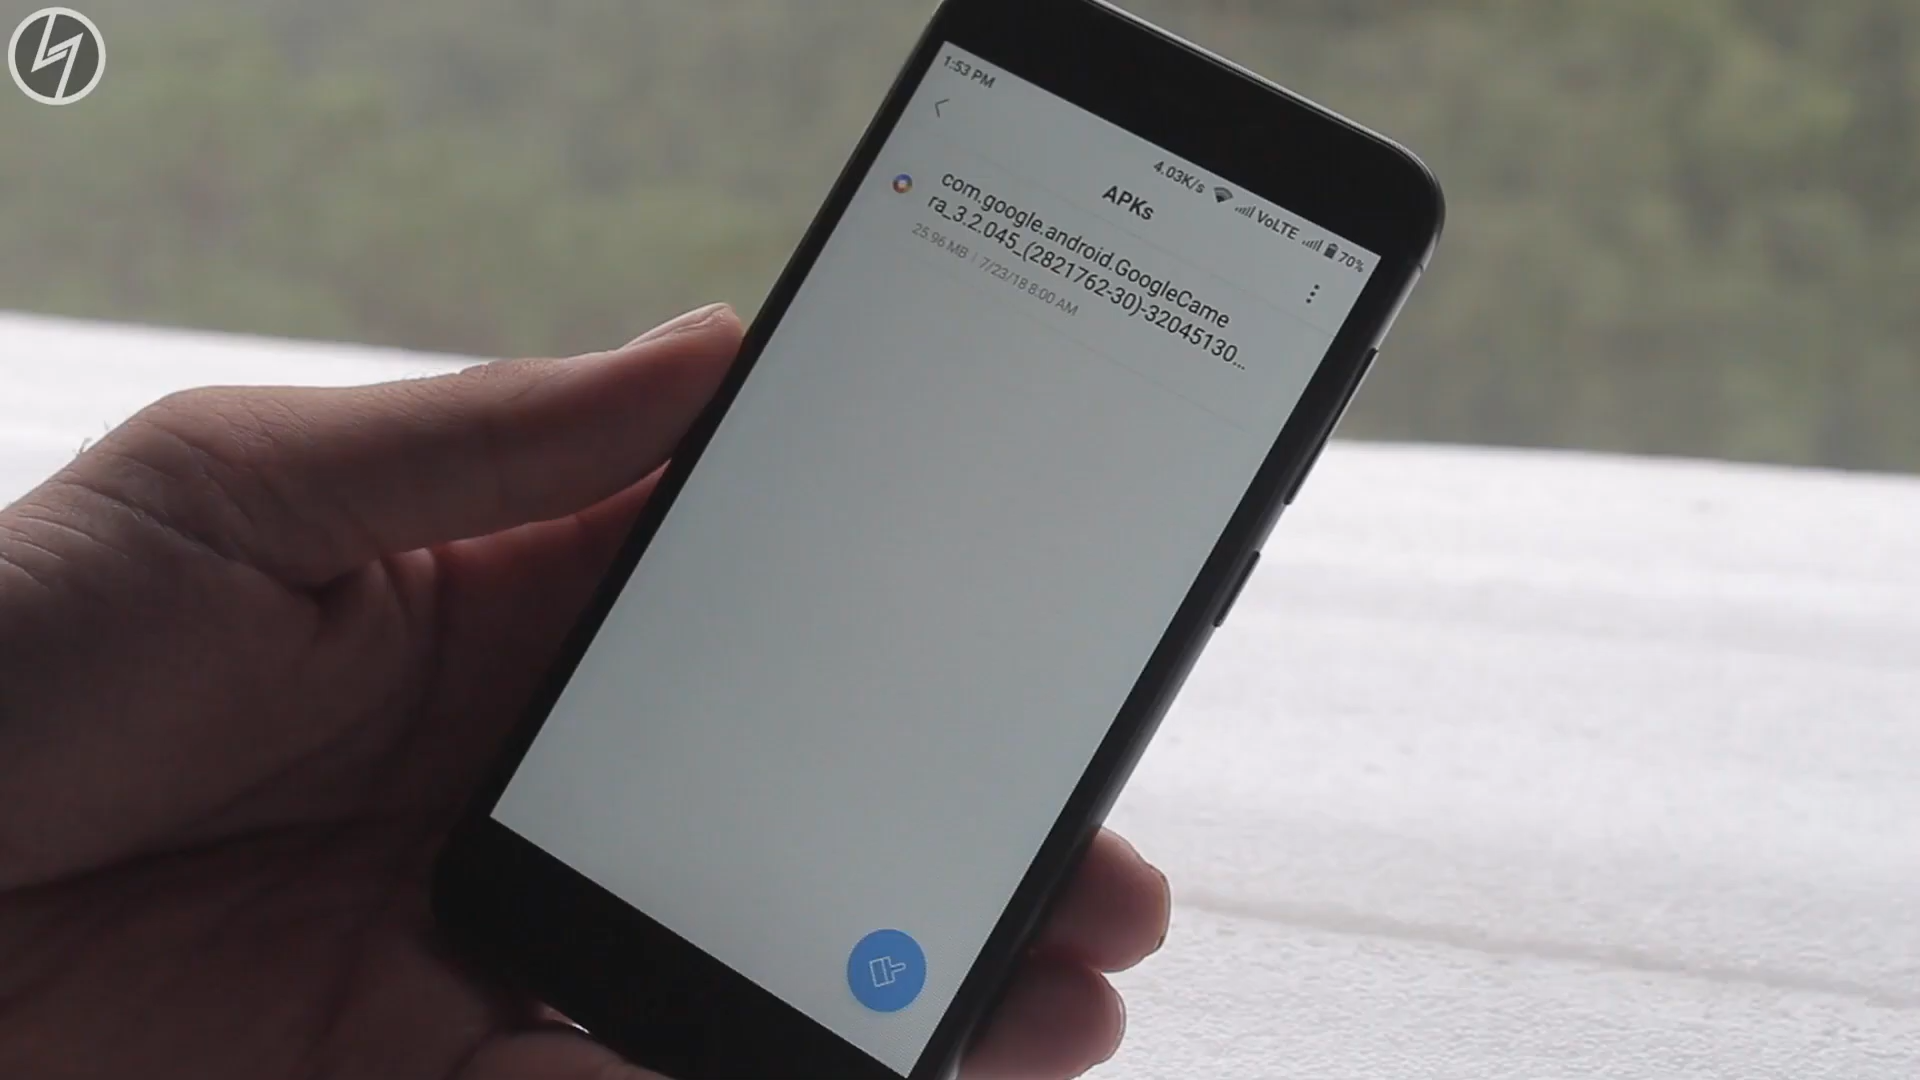 1:53 PM
4.03K/s VoLTE 70%
APKs
com.google.android.GoogleCame
ra_3.2.045_(2821762-30)-32045130...
25.96 MB | 7/23/18 8:00 AM